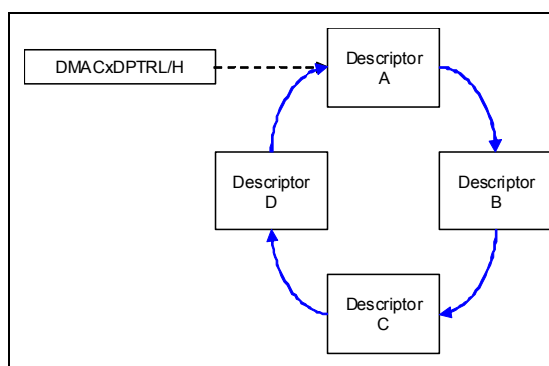 DMACxDPTRL/H
Descriptor
A
Descriptor
D
Descriptor
B
Descriptor
C